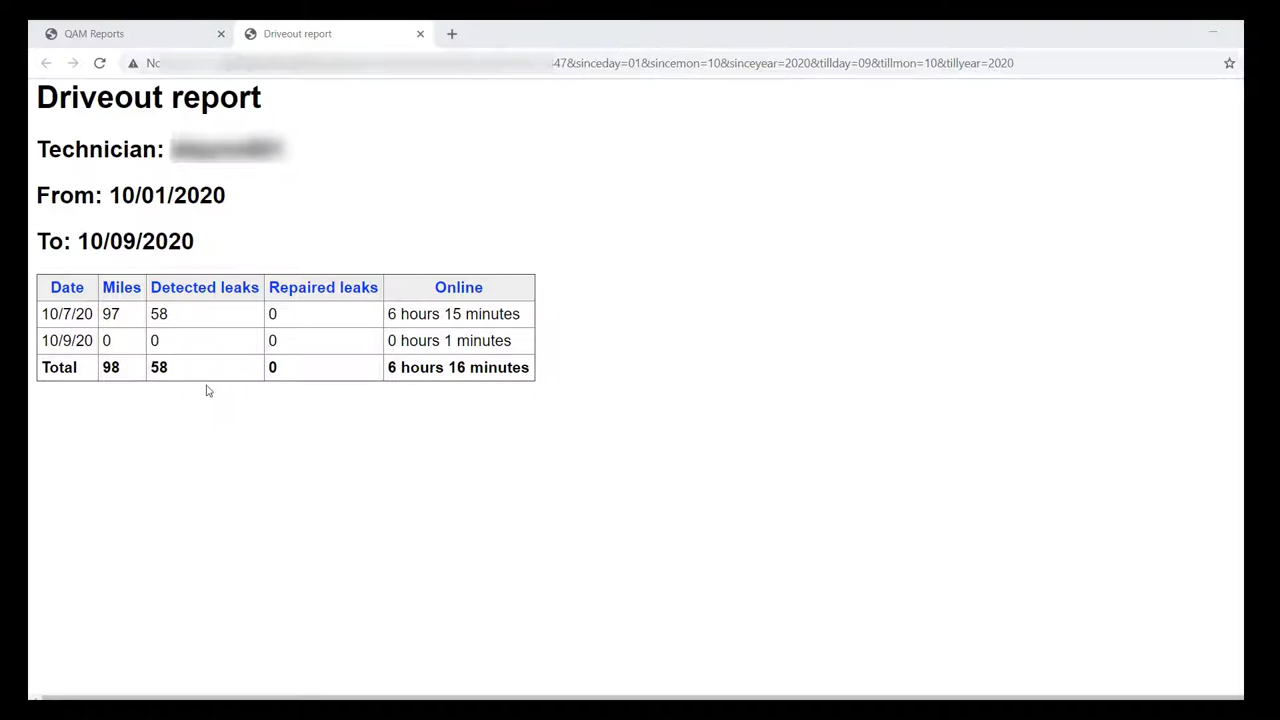 QAM Reports
Driveout report
47&sinceday=01&sincemon=10&sinceyear=2020&tillday=09&tillmon=10&tillyear=2020
Driveout report
Technician:
From: 10/01/2020
To: 10/09/2020
Date Miles Detected leaks Repaired leaks Online
10/7/20 97 58 0 6 hours 15 minutes
10/9/20 0 0 0 0 hours 1 minutes
Total 98 58 0 6 hours 16 minutes